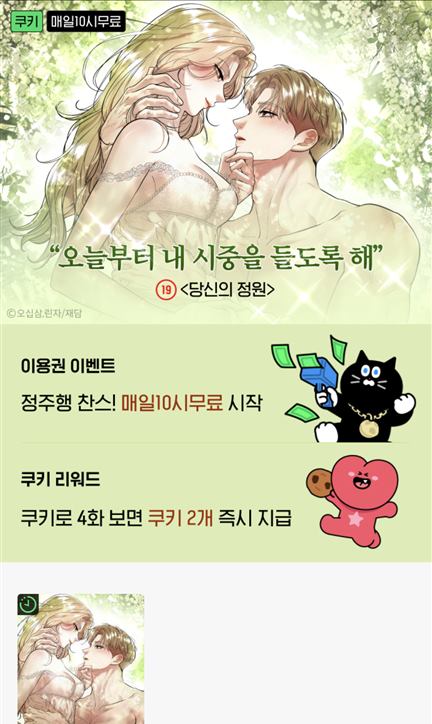 쿠키 매일10시무료
“오늘부터 내 시중을 들도록 해”
19 <당신의 정원>
©오십삼,린자/재담
이용권 이벤트
정주행 찬스! 매일10시무료 시작
쿠키 리워드
쿠키로 4화 보면 쿠키 2개 즉시 지급